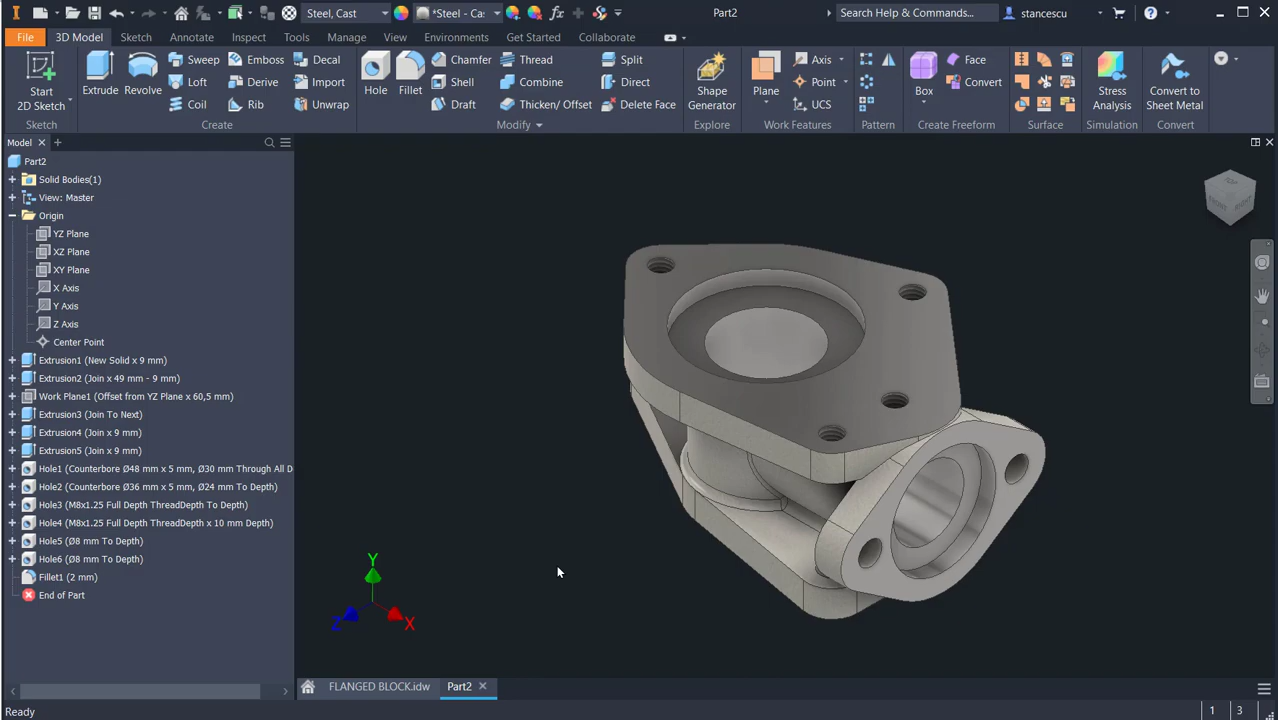 Steel, Cast
*Steel - Cas
fx
Part2
Search Help & Commands...
stancescu
File
3D Model
Sketch
Annotate
Inspect
Tools
Manage
View
Environments
Get Started
Collaborate
Start
2D Sketch
Sketch
Extrude
Revolve
Sweep
Loft
Coil
Emboss
Derive
Rib
Decal
Import
Unwrap
Create
Hole
Fillet
Chamfer
Shell
Draft
Thread
Combine
Thicken/ Offset
Split
Direct
Delete Face
Modify
Shape
Generator
Explore
Plane
Axis
Point
UCS
Work Features
Pattern
Box
Face
Convert
Create Freeform
Surface
Stress
Analysis
Simulation
Convert to
Sheet Metal
Convert
Model
Part2
Solid Bodies(1)
View: Master
Origin
YZ Plane
XZ Plane
XY Plane
X Axis
Y Axis
Z Axis
Center Point
Extrusion1 (New Solid x 9 mm)
Extrusion2 (Join x 49 mm - 9 mm)
Work Plane1 (Offset from YZ Plane x 60,5 mm)
Extrusion3 (Join To Next)
Extrusion4 (Join x 9 mm)
Extrusion5 (Join x 9 mm)
Hole1 (Counterbore Ø48 mm x 5 mm, Ø30 mm Through All D
Hole2 (Counterbore Ø36 mm x 5 mm, Ø24 mm To Depth)
Hole3 (M8x1.25 Full Depth ThreadDepth To Depth)
Hole4 (M8x1.25 Full Depth ThreadDepth x 10 mm Depth)
Hole5 (Ø8 mm To Depth)
Hole6 (Ø8 mm To Depth)
Fillet1 (2 mm)
End of Part
Y
Z
X
FLANGED BLOCK.idw
Part2
Ready
1
3